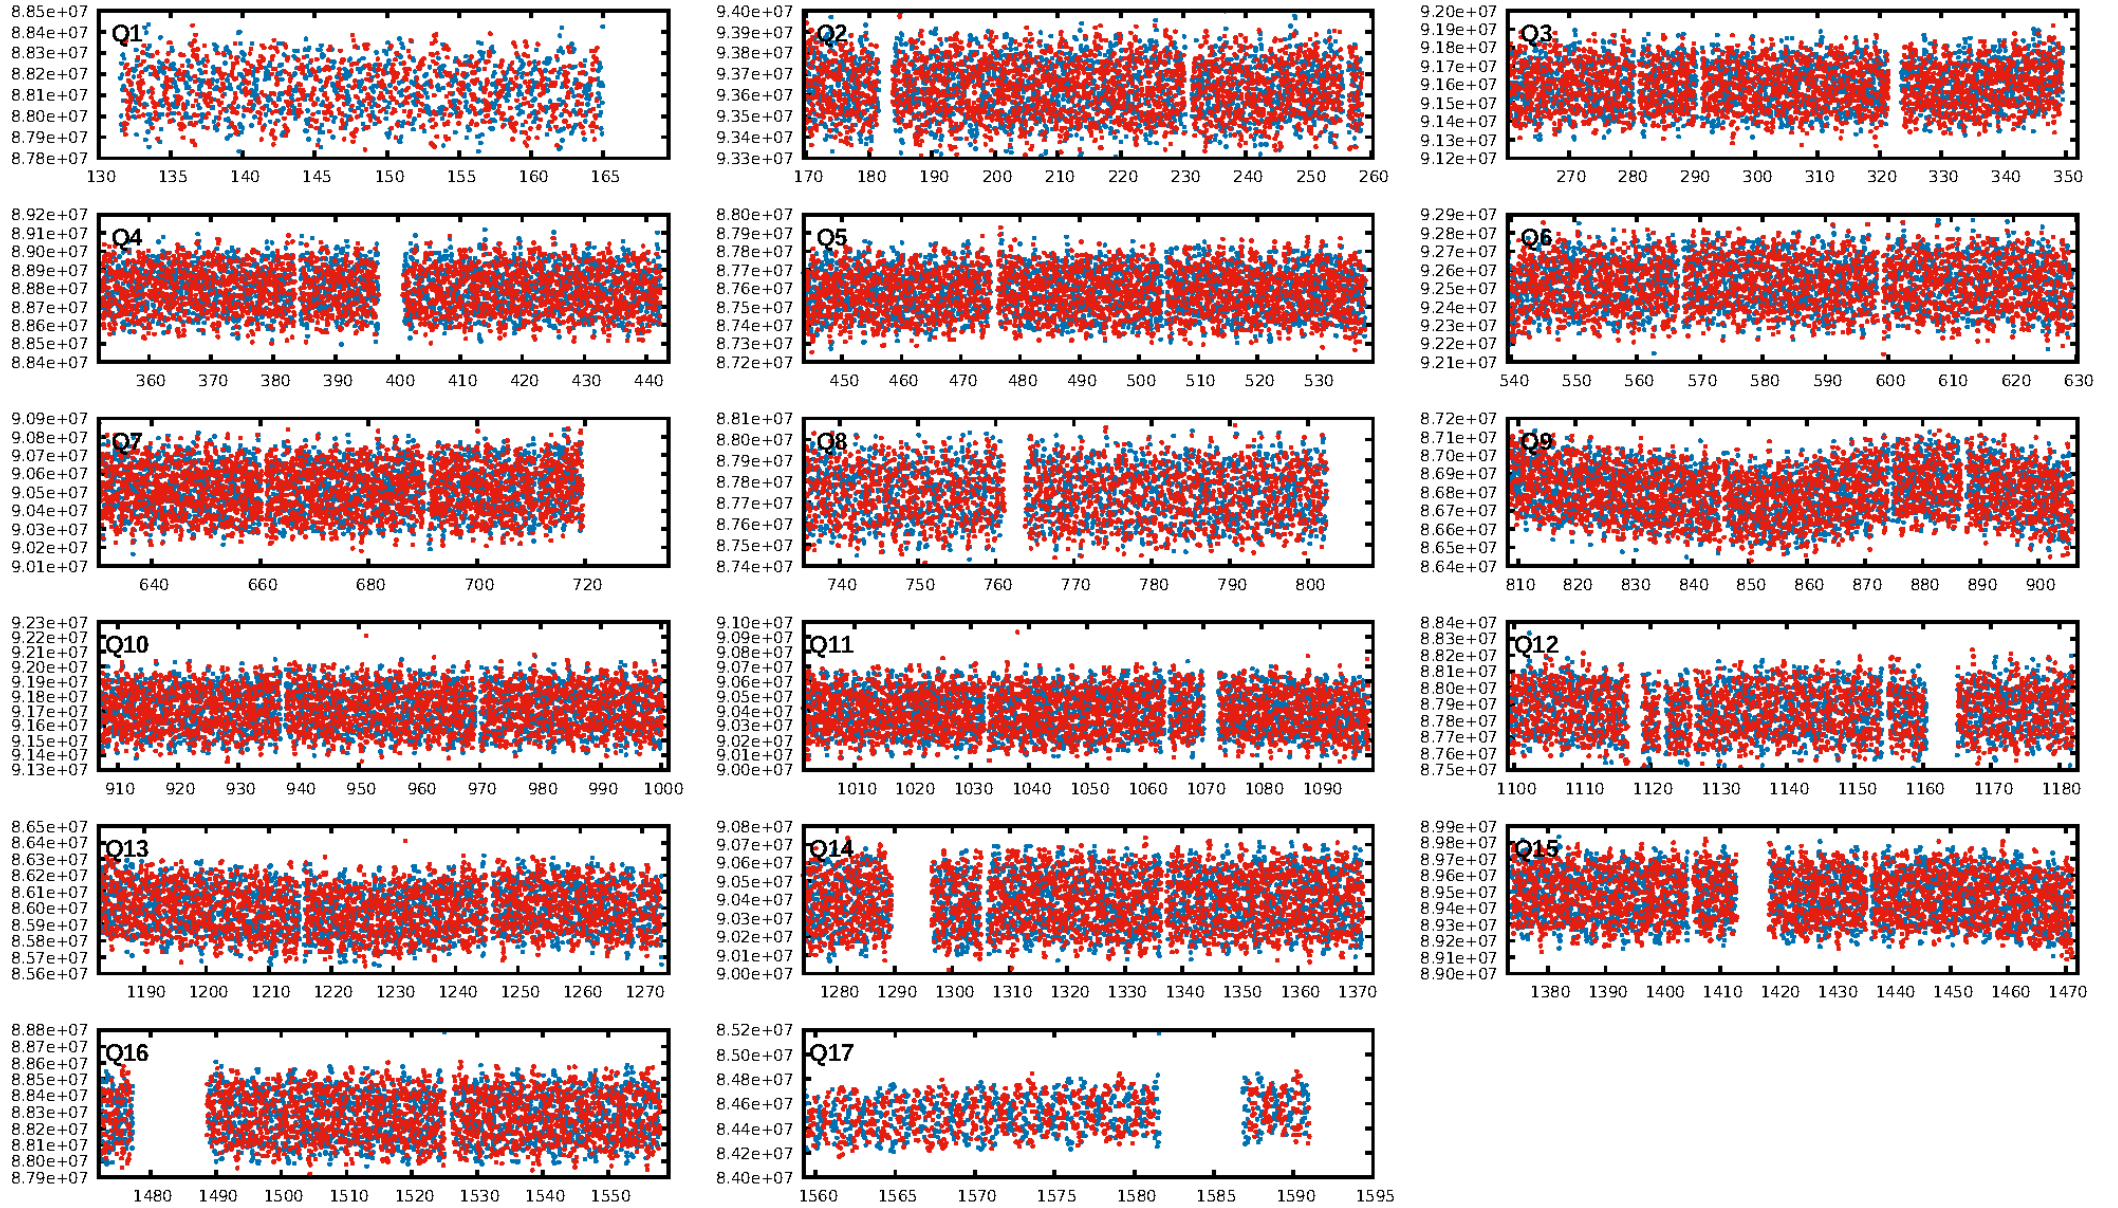 8.85e+07
8.84e+07
8.83e+07
8.82e+07
8.81e+07
8.80e+07
8.79e+07
8.78e+07
Q1
130 135 140 145 150 155 160 165
9.40e+07
9.39e+07
9.38e+07
9.37e+07
9.36e+07
9.35e+07
9.34e+07
9.33e+07
Q2
170 180 190 200 210 220 230 240 250 260
9.20e+07
9.19e+07
9.18e+07
9.17e+07
9.16e+07
9.15e+07
9.14e+07
9.13e+07
9.12e+07
Q3
270 280 290 300 310 320 330 340 350
8.92e+07
8.91e+07
8.90e+07
8.89e+07
8.88e+07
8.87e+07
8.86e+07
8.85e+07
8.84e+07
Q4
360 370 380 390 400 410 420 430 440
8.80e+07
8.79e+07
8.78e+07
8.77e+07
8.76e+07
8.75e+07
8.74e+07
8.73e+07
8.72e+07
Q5
450 460 470 480 490 500 510 520 530
9.29e+07
9.28e+07
9.27e+07
9.26e+07
9.25e+07
9.24e+07
9.23e+07
9.22e+07
9.21e+07
Q6
540 550 560 570 580 590 600 610 620 630
9.09e+07
9.08e+07
9.07e+07
9.06e+07
9.05e+07
9.04e+07
9.03e+07
9.02e+07
9.01e+07
Q7
640 660 680 700 720
8.81e+07
8.80e+07
8.79e+07
8.78e+07
8.77e+07
8.76e+07
8.75e+07
8.74e+07
Q8
740 750 760 770 780 790 800
8.72e+07
8.71e+07
8.70e+07
8.69e+07
8.68e+07
8.67e+07
8.66e+07
8.65e+07
8.64e+07
Q9
810 820 830 840 850 860 870 880 890 900
9.23e+07
9.22e+07
9.21e+07
9.20e+07
9.19e+07
9.18e+07
9.17e+07
9.16e+07
9.15e+07
9.14e+07
9.13e+07
Q10
910 920 930 940 950 960 970 980 990 1000
9.10e+07
9.09e+07
9.08e+07
9.07e+07
9.06e+07
9.05e+07
9.04e+07
9.03e+07
9.02e+07
9.01e+07
9.00e+07
Q11
1010 1020 1030 1040 1050 1060 1070 1080 1090
8.84e+07
8.83e+07
8.82e+07
8.81e+07
8.80e+07
8.79e+07
8.78e+07
8.77e+07
8.76e+07
8.75e+07
Q12
1100 1110 1120 1130 1140 1150 1160 1170 1180
8.65e+07
8.64e+07
8.63e+07
8.62e+07
8.61e+07
8.60e+07
8.59e+07
8.58e+07
8.57e+07
8.56e+07
Q13
1190 1200 1210 1220 1230 1240 1250 1260 1270
9.08e+07
9.07e+07
9.06e+07
9.05e+07
9.04e+07
9.03e+07
9.02e+07
9.01e+07
9.00e+07
Q14
1280 1290 1300 1310 1320 1330 1340 1350 1360 1370
8.99e+07
8.98e+07
8.97e+07
8.96e+07
8.95e+07
8.94e+07
8.93e+07
8.92e+07
8.91e+07
8.90e+07
Q15
1380 1390 1400 1410 1420 1430 1440 1450 1460 1470
8.88e+07
8.87e+07
8.86e+07
8.85e+07
8.84e+07
8.83e+07
8.82e+07
8.81e+07
8.80e+07
8.79e+07
Q16
1480 1490 1500 1510 1520 1530 1540 1550
8.52e+07
8.50e+07
8.48e+07
8.46e+07
8.44e+07
8.42e+07
8.40e+07
Q17
1560 1565 1570 1575 1580 1585 1590 1595